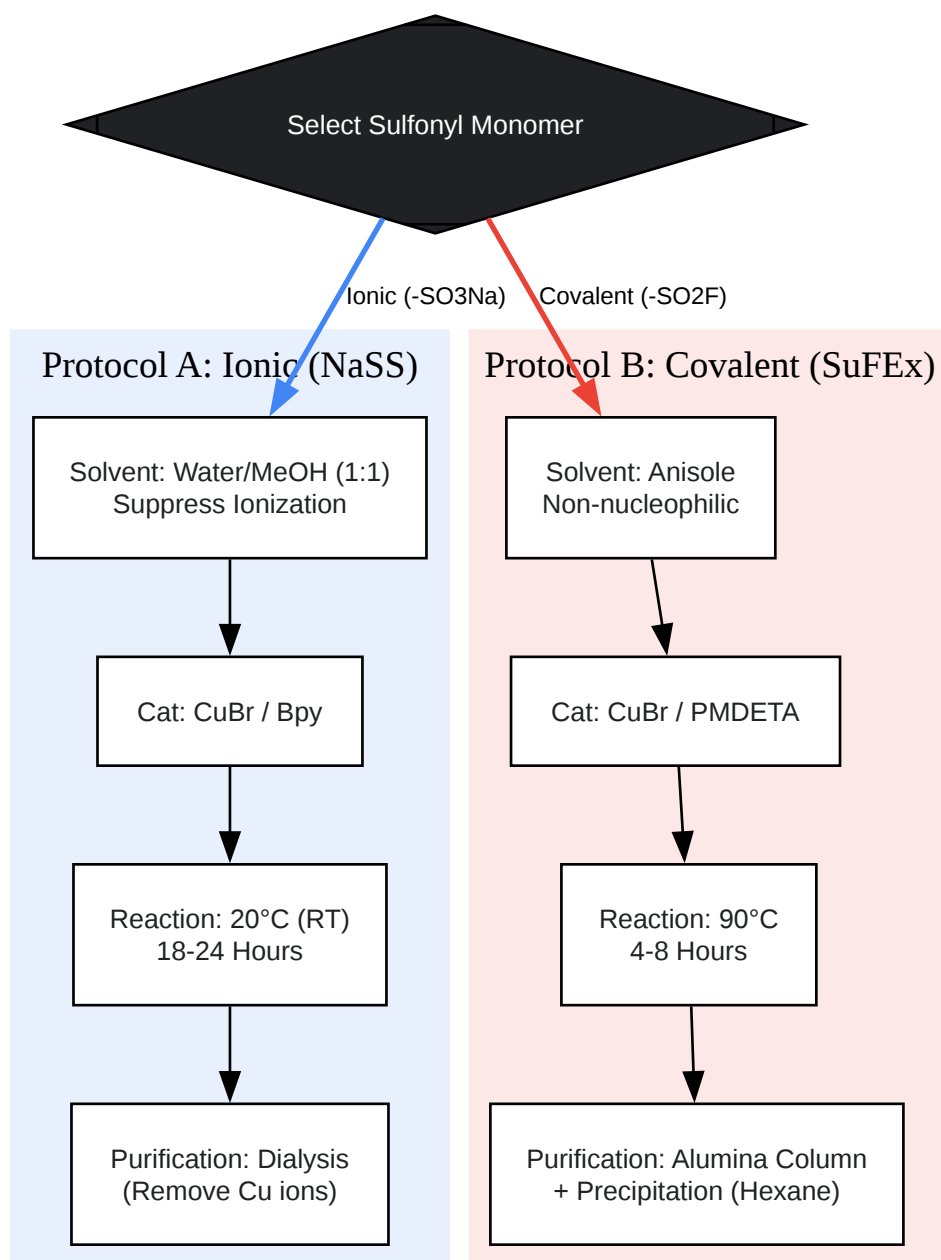 Select Sulfonyl Monomer
Ionic (-SO3Na)
Covalent (-SO2F)
Protocol A: Ionic (NaSS)
Solvent: Water/MeOH (1:1)
Suppress Ionization
Cat: CuBr / Bpy
Reaction: 20°C (RT)
18-24 Hours
Purification: Dialysis
(Remove Cu ions)
Protocol B: Covalent (SuFEx)
Solvent: Anisole
Non-nucleophilic
Cat: CuBr / PMDETA
Reaction: 90°C
4-8 Hours
Purification: Alumina Column
+ Precipitation (Hexane)